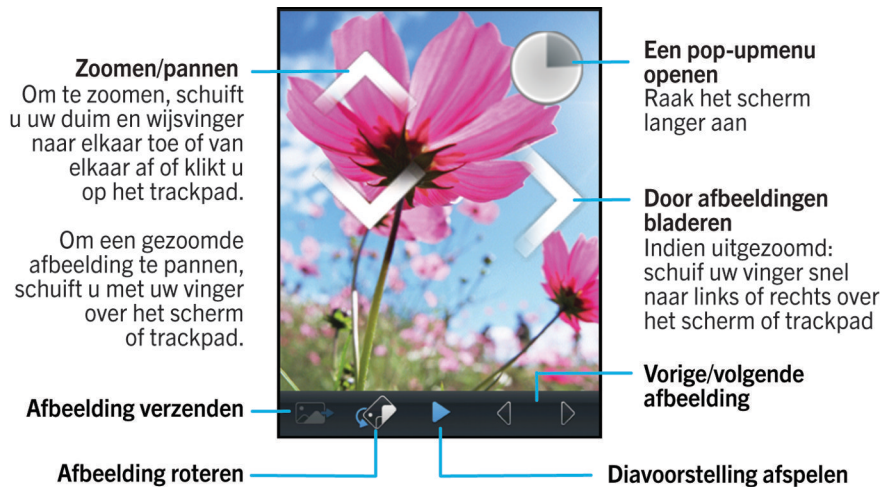 Zoomen/pannen
Om te zoomen, schuift
u uw duim en wijsvinger
naar elkaar toe of van
elkaar af of klikt u
op het trackpad.
Om een gezoomde
afbeelding te pannen,
schuift u met uw vinger
over het scherm
of trackpad.
Afbeelding verzenden
Afbeelding roteren
Een pop-upmenu
openen
Raak het scherm
langer aan
Door afbeeldingen
bladeren
Indien uitgezoomd:
schuif uw vinger snel
naar links of rechts over
het scherm of trackpad
Vorige/volgende
afbeelding
Diavoorstelling afspelen